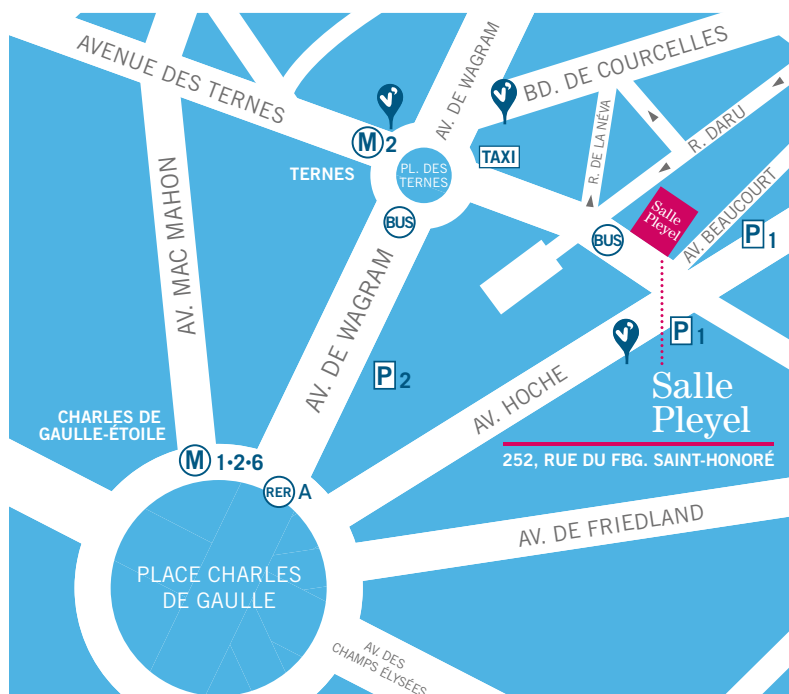 AVENUE DES TERNES
AV. DE WAGRAM
BD. DE COURCELLES
M 2
TERNES
PL. DES
TERNES
TAXI
R. DE LA NÉVA
R. DARU
BUS
BUS
Salle
Pleyel
AV. BEAUCOURT
P 1
AV. MAC MAHON
AV. DE WAGRAM
P 2
P 1
AV. HOCHE
Salle
Pleyel
252, RUE DU FBG. SAINT-HONORÉ
CHARLES DE
GAULLE-ÉTOILE
M 1•2•6
RER A
AV. DE FRIEDLAND
PLACE CHARLES
DE GAULLE
AV. DES
CHAMPS ÉLYSÉES